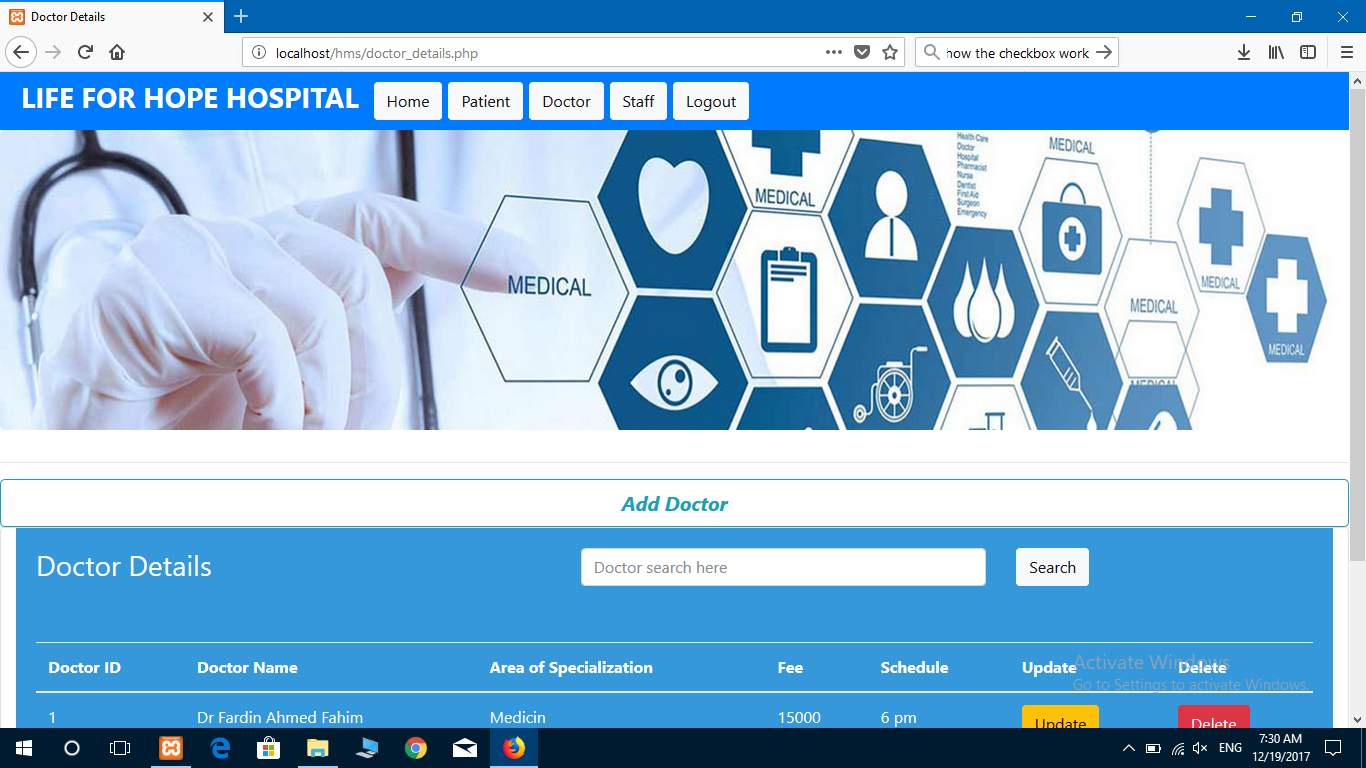 Doctor Details
localhost/hms/doctor_details.php
how the checkbox work
LIFE FOR HOPE HOSPITAL
Home
Patient
Doctor
Staff
Logout
Health Care
Doctor
Hospital
Pharmacist
Nurse
Dentist
First Aid
Surgeon
Emergency
MEDICAL
MEDICAL
MEDICAL
MEDICAL
MEDICAL
MEDICAL
MEDICAL
Add Doctor
Doctor Details
Doctor search here
Search
Doctor ID Doctor Name Area of Specialization Fee Schedule Update Delete
1 Dr Fardin Ahmed Fahim Medicin 15000 6 pm Update Delete
Activate Windows
Go to Settings to activate Windows.
ENG
7:30 AM
12/19/2017